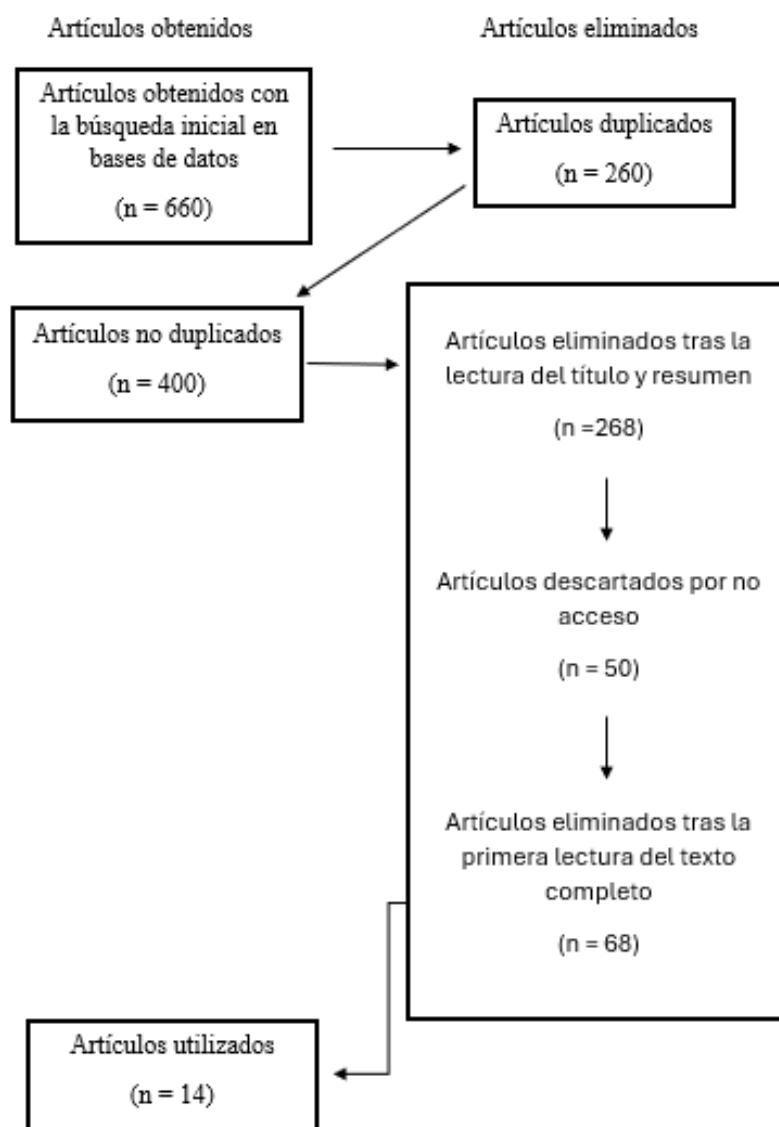 Artículos obtenidos
Artículos eliminados
Artículos obtenidos con
la búsqueda inicial en
bases de datos
(n = 660)
Artículos duplicados
(n = 260)
Artículos no duplicados
(n = 400)
Artículos eliminados tras la
lectura del título y resumen
(n =268)
Artículos descartados por no
acceso
(n = 50)
Artículos eliminados tras la
primera lectura del texto
completo
(n = 68)
Artículos utilizados
(n = 14)